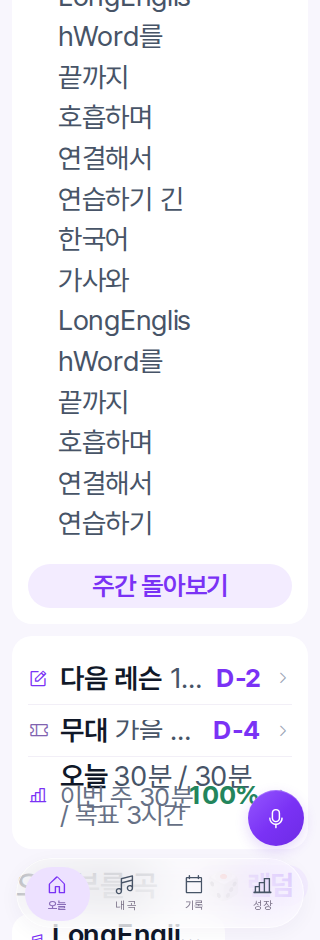 LongEnglis
hWord를
끝까지
호흡하며
연결해서
연습하기 긴
한국어
가사와
LongEnglis
hWord를
끝까지
호흡하며
연결해서
연습하기
주간 돌아보기
다음 레슨 1... D-2
무대 가을 ... D-4
오늘 30분 / 30분
이번 주 30분 100%
/ 목표 3시간
오늘 내 곡 기록 성장
LongEngli...